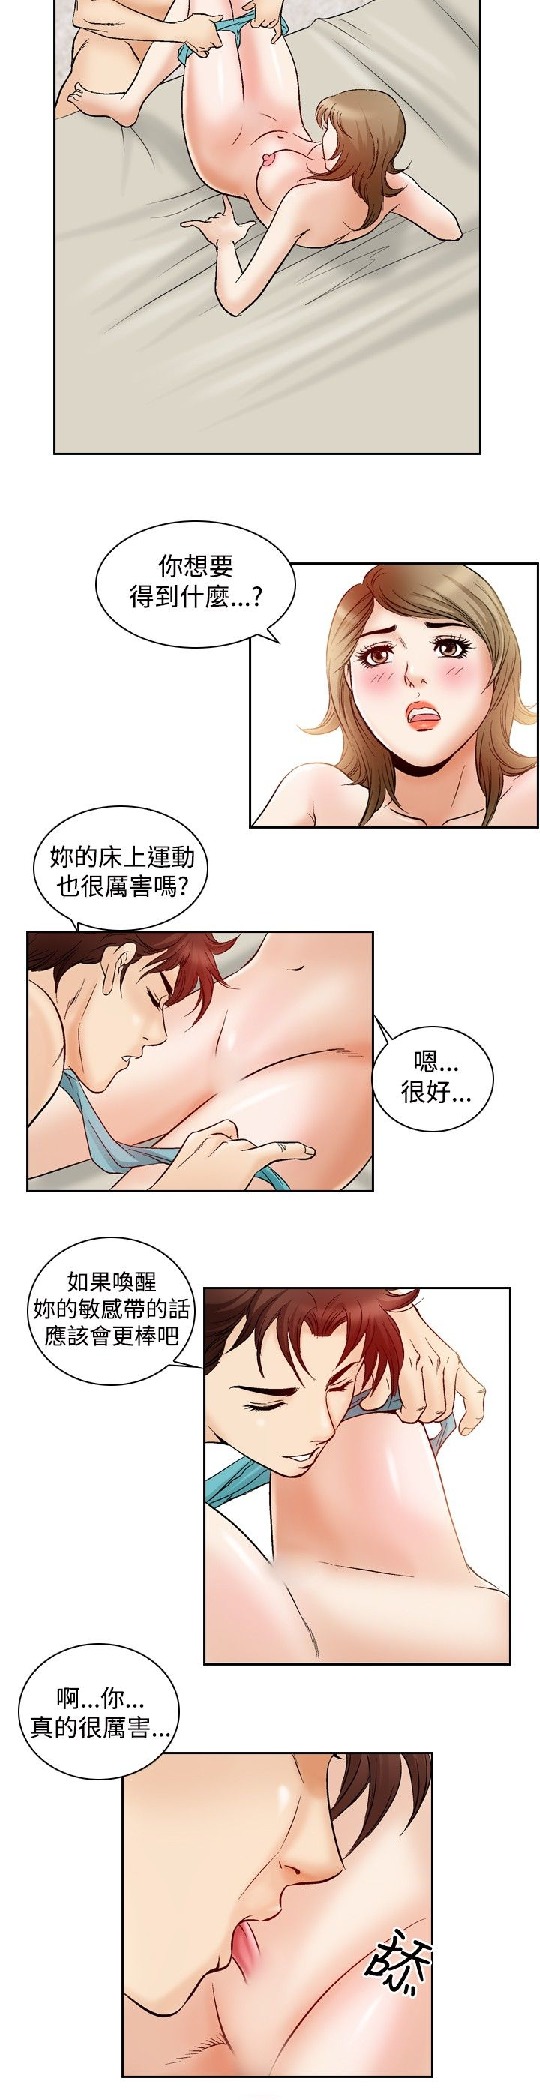 你想要
得到什麼...?
妳的床上運動
也很厲害嗎?
嗯...
很好...
如果喚醒
妳的敏感帶的話
應該會更棒吧
啊...你...
真的很厲害...
舔